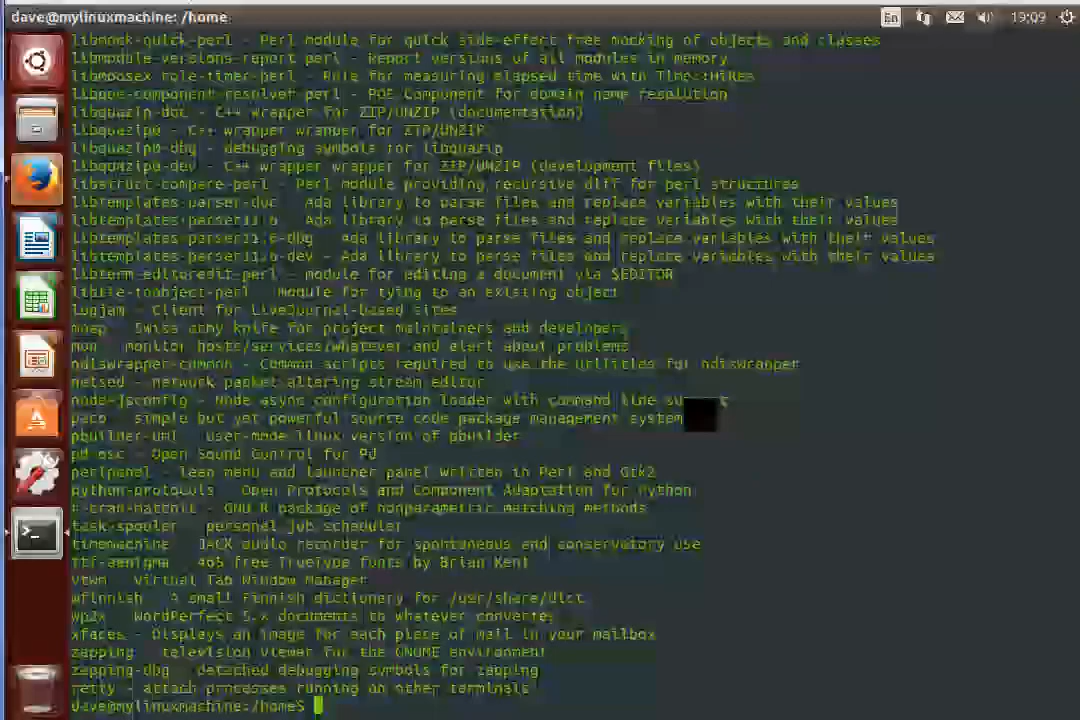 dave@mylinuxmachine: /home
En
19:09
libmock-quick-perl - Perl module for quick side-effect free mocking of objects and classes
libmodule-versions-report-perl - Report versions of all modules in memory
libmoosex-role-timer-perl - Role for measuring elapsed time with Time::HiRes
libpoe-component-resolver-perl - POE Component for domain name resolution
libquazip-doc - C++ wrapper for ZIP/UNZIP (documentation)
libquazip0 - C++ wrapper wrapper for ZIP/UNZIP
libquazip0-dbg - debugging symbols for libquazip
libquazip0-dev - C++ wrapper wrapper for ZIP/UNZIP (development files)
libstruct-compare-perl - Perl module providing recursive diff for perl structures
libtemplates-parser-doc - Ada library to parse files and replace variables with their values
libtemplates-parser11.6 - Ada library to parse files and replace variables with their values
libtemplates-parser11.6-dbg - Ada library to parse files and replace variables with their values
libtemplates-parser11.6-dev - Ada library to parse files and replace variables with their values
libterm-editoredit-perl - module for editing a document via $EDITOR
libtie-toobject-perl - Module for tying to an existing object
logjam - Client for LiveJournal-based sites
moap - Swiss army knife for project maintainers and developers
mon - monitor hosts/services/whatever and alert about problems
ndiswrapper-common - Common scripts required to use the utilities for ndiswrapper
netsed - network packet altering stream editor
node-jsconfig - Node async configuration loader with command line
paco - simple but yet powerful source code package management system
pbuilder-uml - user-mode linux version of pbuilder
pd-osc - Open Sound Control for Pd
perlpanel - lean menu and launcher panel written in Perl and Gtk2
python-protocols - Open Protocols and Component Adaptation for Python
r-cran-matchit - GNU R package of nonparametric matching methods
task-spooler - personal job scheduler
timemachine - JACK audio recorder for spontaneous and conservatory use
ttf-aenigma - 465 free TrueType fonts by Brian Kent
vtwm - Virtual Tab Window Manager
wfinnish - A small Finnish dictionary for /usr/share/dict
wp2x - WordPerfect 5.x documents to whatever converter
xfaces - Displays an image for each piece of mail in your mailbox
zapping - television viewer for the GNOME environment
zapping-dbg - detached debugging symbols for zapping
retty - attach processes running on other terminals
dave@mylinuxmachine:/home$